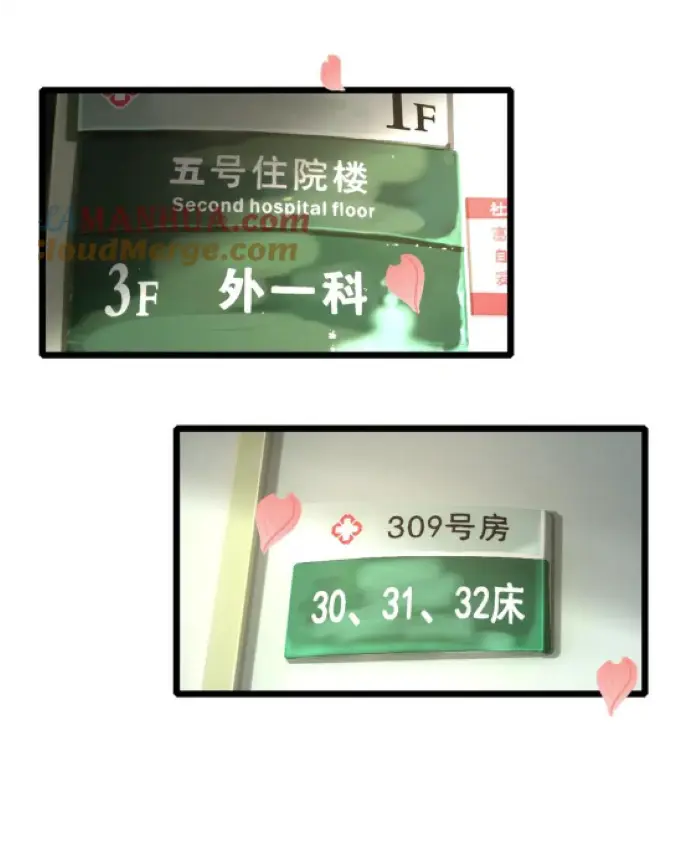 1F
五号住院楼
Second hospital floor
MANHUA.com
CloudMerge.com
3F 外一科
309号房
30、31、32床